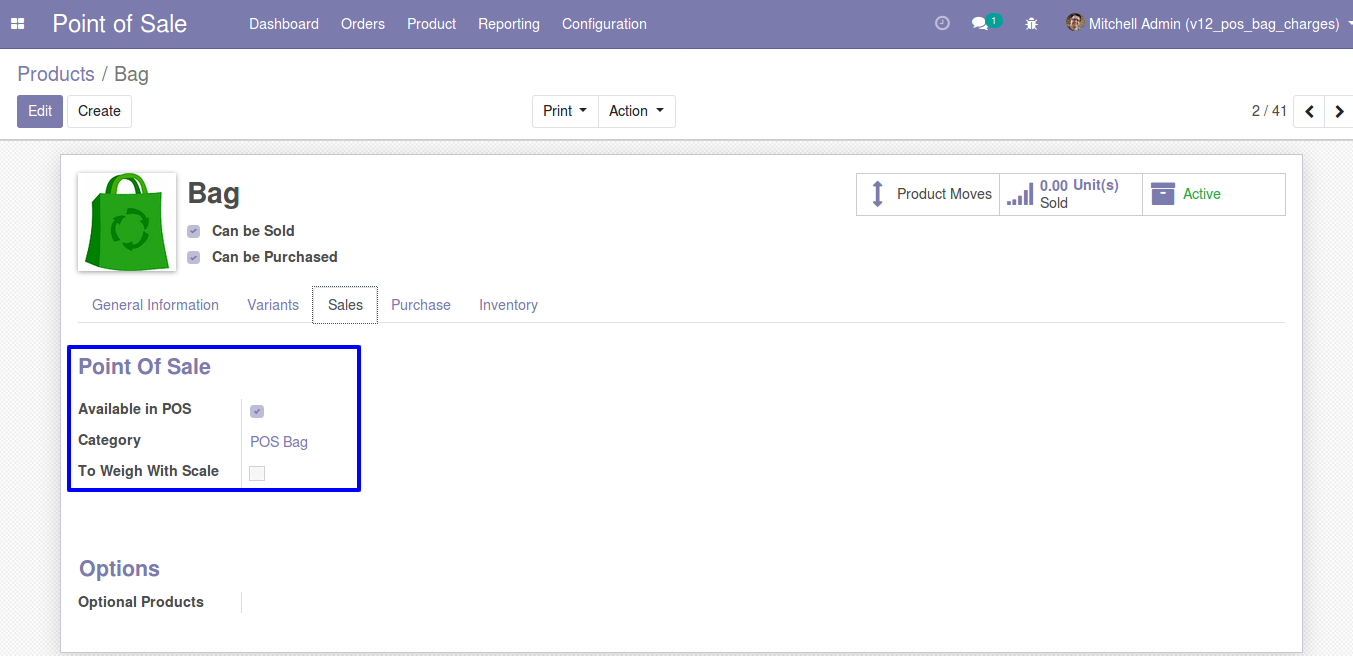 Point of Sale Dashboard Orders Product Reporting Configuration 1 Mitchell Admin (v12_pos_bag_charges)
Products / Bag
Edit Create Print Action 2 / 41
Bag
Product Moves 0.00 Unit(s) Sold Active
Can be Sold
Can be Purchased
General Information Variants Sales Purchase Inventory
Point Of Sale
Available in POS
Category POS Bag
To Weigh With Scale
Options
Optional Products